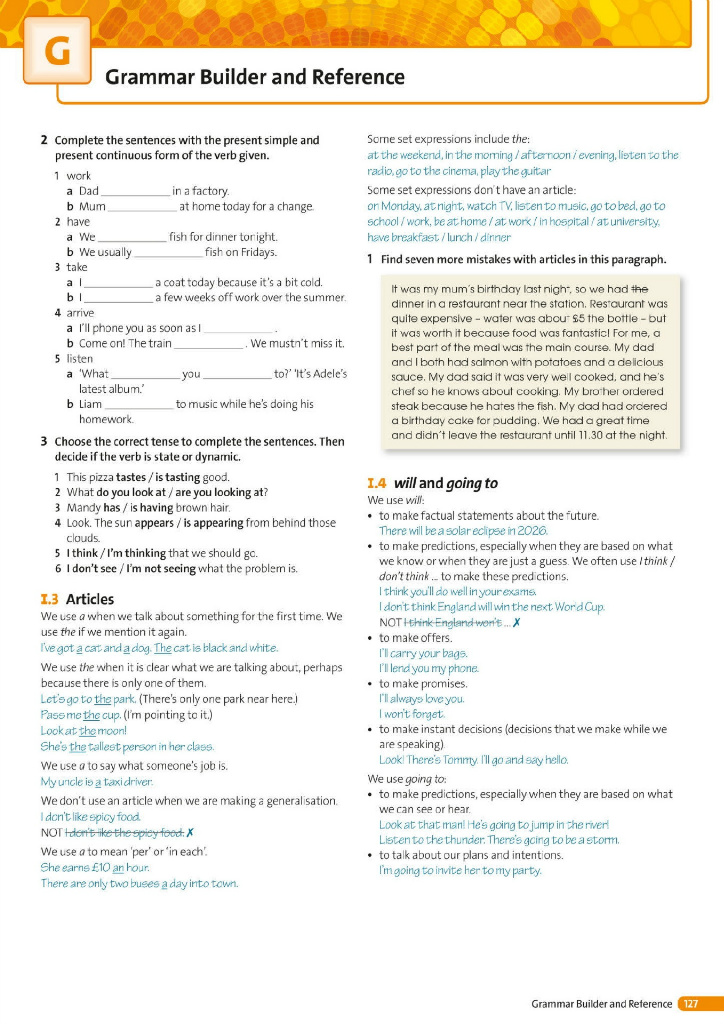 G
Grammar Builder and Reference
2 Complete the sentences with the present simple and
present continuous form of the verb given.
1 work
a Dad ____________ in a factory.
b Mum ____________ at home today for a change.
2 have
a We ____________ fish for dinner tonight.
b We usually ____________ fish on Fridays.
3 take
a I ____________ a coat today because it's a bit cold.
b I ____________ a few weeks off work over the summer.
4 arrive
a I'll phone you as soon as I ____________ .
b Come on! The train ____________ . We mustn't miss it.
5 listen
a 'What ____________ you ____________ to?' 'It's Adele's
latest album.'
b Liam ____________ to music while he's doing his
homework.
3 Choose the correct tense to complete the sentences. Then
decide if the verb is state or dynamic.
1 This pizza tastes / is tasting good.
2 What do you look at / are you looking at?
3 Mandy has / is having brown hair.
4 Look. The sun appears / is appearing from behind those
clouds.
5 I think / I'm thinking that we should go.
6 I don't see / I'm not seeing what the problem is.
I.3 Articles
We use a when we talk about something for the first time. We
use the if we mention it again.
I've got a cat and a dog. The cat is black and white.
We use the when it is clear what we are talking about, perhaps
because there is only one of them.
Let's go to the park. (There's only one park near here.)
Pass me the cup. (I'm pointing to it.)
Look at the moon!
She's the tallest person in her class.
We use a to say what someone's job is.
My uncle is a taxi driver.
We don't use an article when we are making a generalisation.
I don't like spicy food.
NOT I don't like the spicy food. ✗
We use a to mean 'per' or 'in each'.
She earns £10 an hour.
There are only two buses a day into town.
Some set expressions include the:
at the weekend, in the morning / afternoon / evening, listen to the
radio, go to the cinema, play the guitar
Some set expressions don't have an article:
on Monday, at night, watch TV, listen to music, go to bed, go to
school / work, be at home / at work / in hospital / at university,
have breakfast / lunch / dinner
1 Find seven more mistakes with articles in this paragraph.
It was my mum's birthday last night, so we had the
dinner in a restaurant near the station. Restaurant was
quite expensive – water was about £5 the bottle – but
it was worth it because food was fantastic! For me, a
best part of the meal was the main course. My dad
and I both had salmon with potatoes and a delicious
sauce. My dad said it was very well cooked, and he's
chef so he knows about cooking. My brother ordered
steak because he hates the fish. My dad had ordered
a birthday cake for pudding. We had a great time
and didn't leave the restaurant until 11.30 at the night.
I.4 will and going to
We use will:
• to make factual statements about the future.
There will be a solar eclipse in 2026.
• to make predictions, especially when they are based on what
we know or when they are just a guess. We often use I think /
don't think ... to make these predictions.
I think you'll do well in your exams.
I don't think England will win the next World Cup.
NOT I think England won't ... ✗
• to make offers.
I'll carry your bags.
I'll lend you my phone.
• to make promises.
I'll always love you.
I won't forget.
• to make instant decisions (decisions that we make while we
are speaking).
Look! There's Tommy. I'll go and say hello.
We use going to:
• to make predictions, especially when they are based on what
we can see or hear.
Look at that man! He's going to jump in the river!
Listen to the thunder. There's going to be a storm.
• to talk about our plans and intentions.
I'm going to invite her to my party.
Grammar Builder and Reference 127